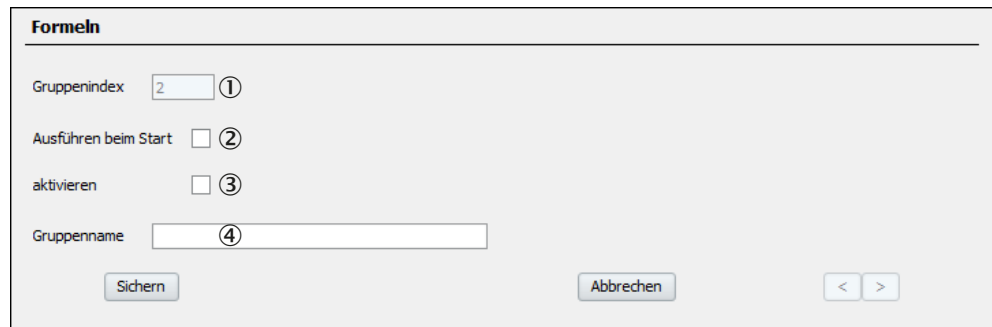 Formeln
Gruppenindex 2 ①
Ausführen beim Start ②
aktivieren ③
Gruppenname ④
Sichern Abbrechen < >